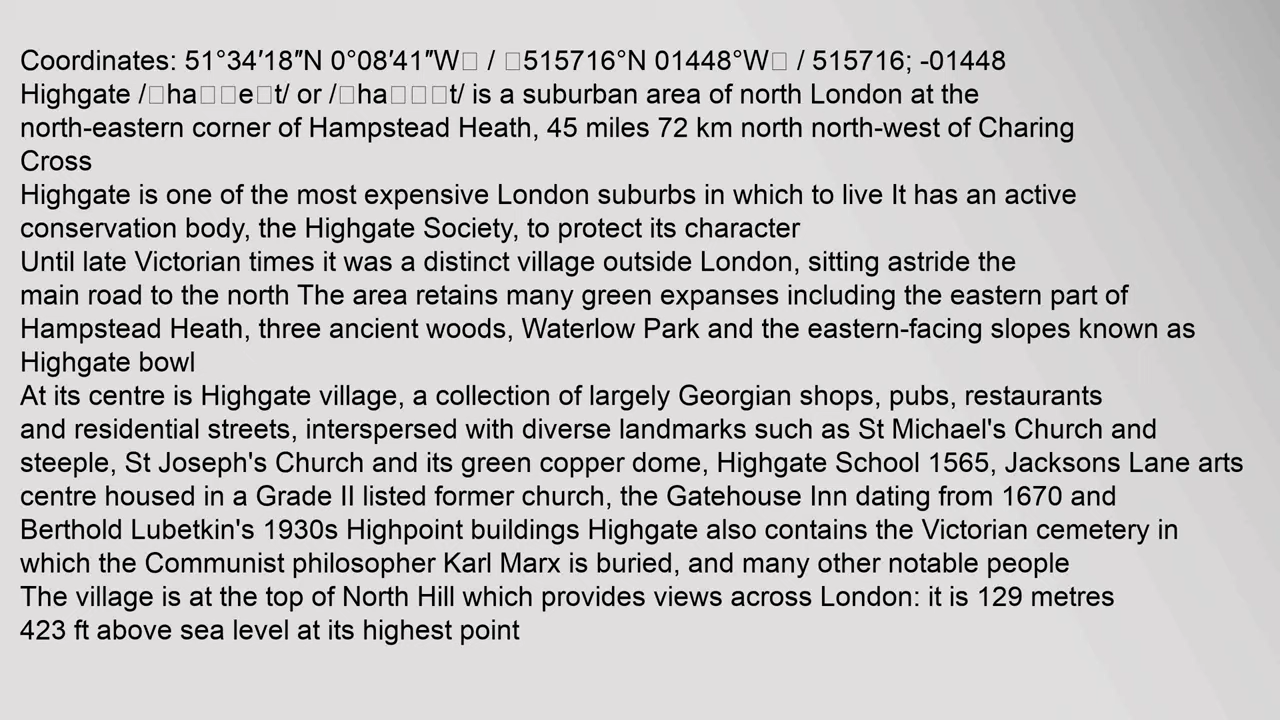 Coordinates: 51°34′18″N 0°08′41″W□ / □515716°N 01448°W□ / 515716; -01448
Highgate /□ha□□e□t/ or /□ha□□□t/ is a suburban area of north London at the
north-eastern corner of Hampstead Heath, 45 miles 72 km north north-west of Charing
Cross
Highgate is one of the most expensive London suburbs in which to live It has an active
conservation body, the Highgate Society, to protect its character
Until late Victorian times it was a distinct village outside London, sitting astride the
main road to the north The area retains many green expanses including the eastern part of
Hampstead Heath, three ancient woods, Waterlow Park and the eastern-facing slopes known as
Highgate bowl
At its centre is Highgate village, a collection of largely Georgian shops, pubs, restaurants
and residential streets, interspersed with diverse landmarks such as St Michael's Church and
steeple, St Joseph's Church and its green copper dome, Highgate School 1565, Jacksons Lane arts
centre housed in a Grade II listed former church, the Gatehouse Inn dating from 1670 and
Berthold Lubetkin's 1930s Highpoint buildings Highgate also contains the Victorian cemetery in
which the Communist philosopher Karl Marx is buried, and many other notable people
The village is at the top of North Hill which provides views across London: it is 129 metres
423 ft above sea level at its highest point